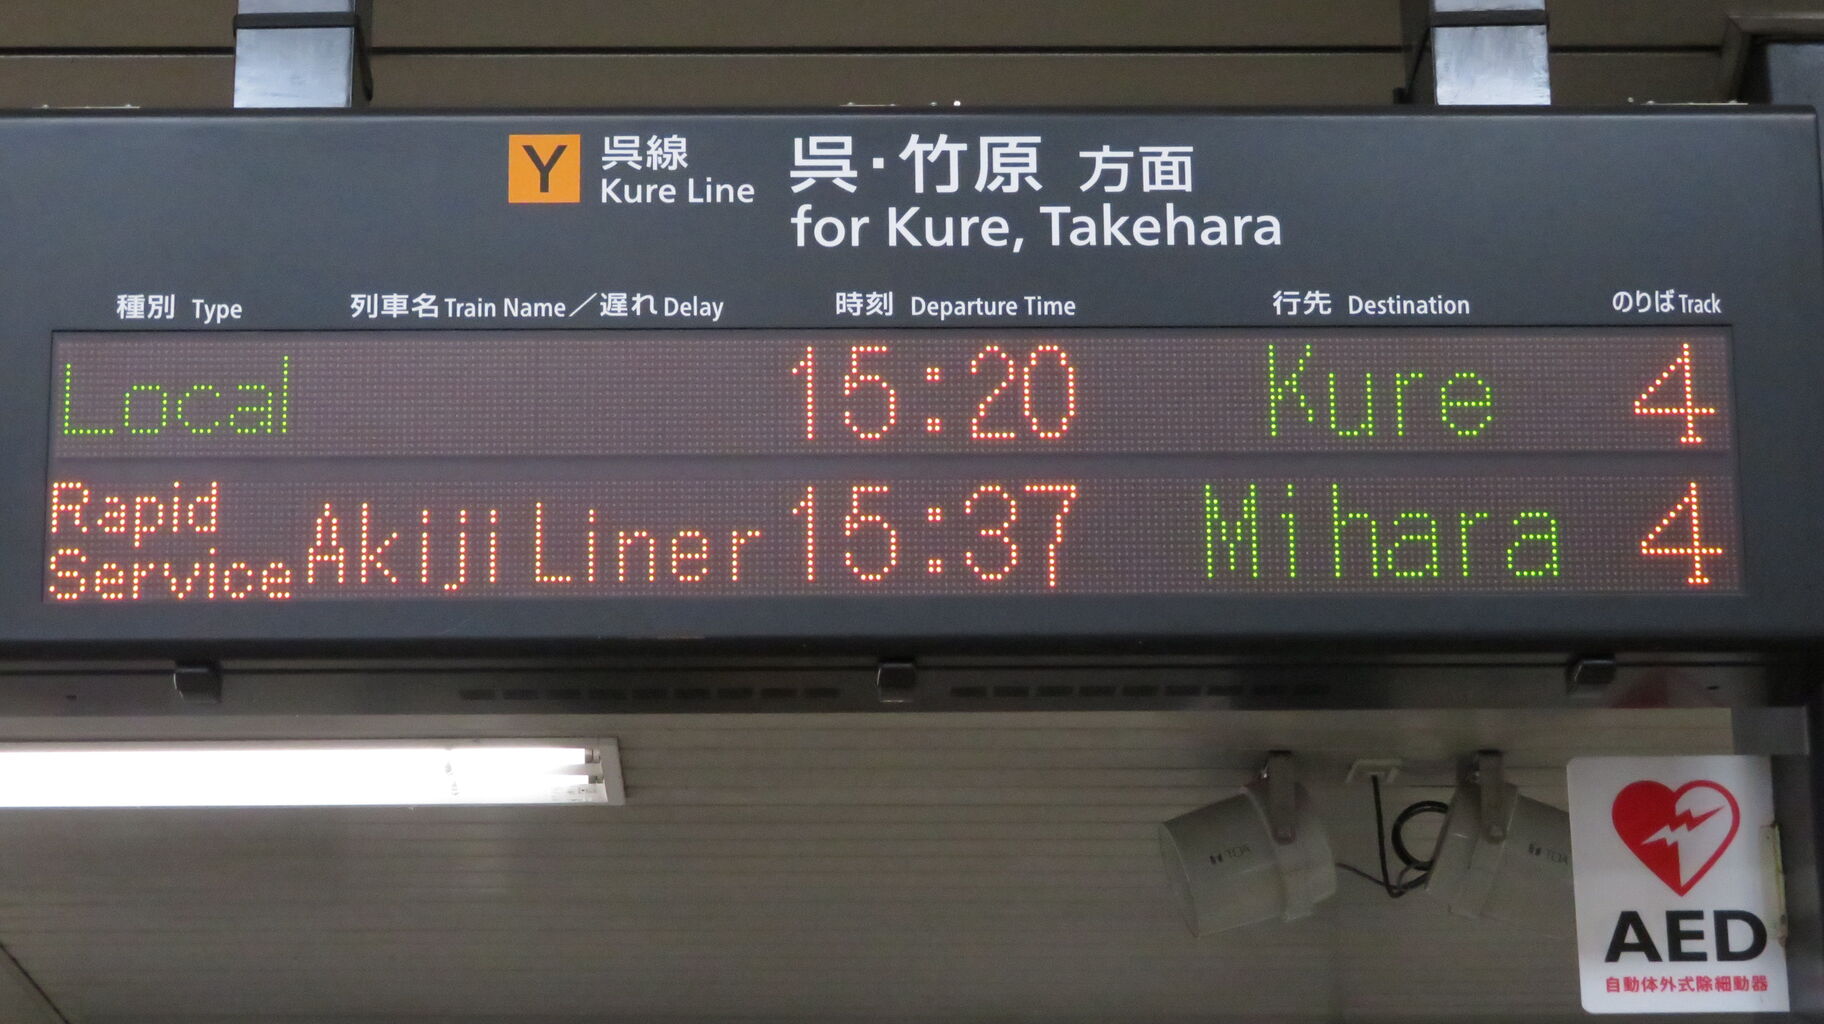 Y 呉線 呉・竹原 方面
Kure Line for Kure, Takehara
種別 Type 列車名 Train Name／遅れ Delay 時刻 Departure Time 行先 Destination のりば Track
Local 15:20 Kure 4
Rapid Service Akiji Liner 15:37 Mihara 4
TOA TOA
AED
自動体外式除細動器